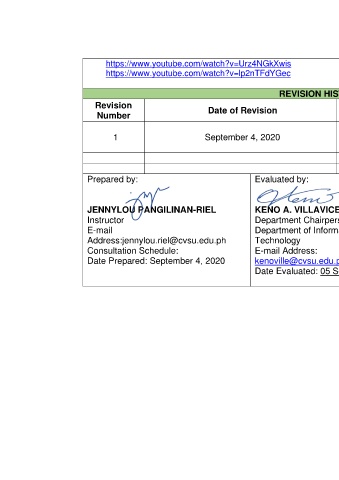 https://www.youtube.com/watch?v=Urz4NGkXwis
https://www.youtube.com/watch?v=lp2nTFdYGec
REVISION HIS
Revision Number
Date of Revision
1
September 4, 2020
Prepared by:
JENNYLOU PANGILINAN-RIEL
Instructor
E-mail
Address:jennylou.riel@cvsu.edu.ph
Consultation Schedule:
Date Prepared: September 4, 2020
Evaluated by:
KENO A. VILLAVICE
Department Chairpers
Department of Inform
Technology
E-mail Address:
kenoville@cvsu.edu.p
Date Evaluated: 05 S